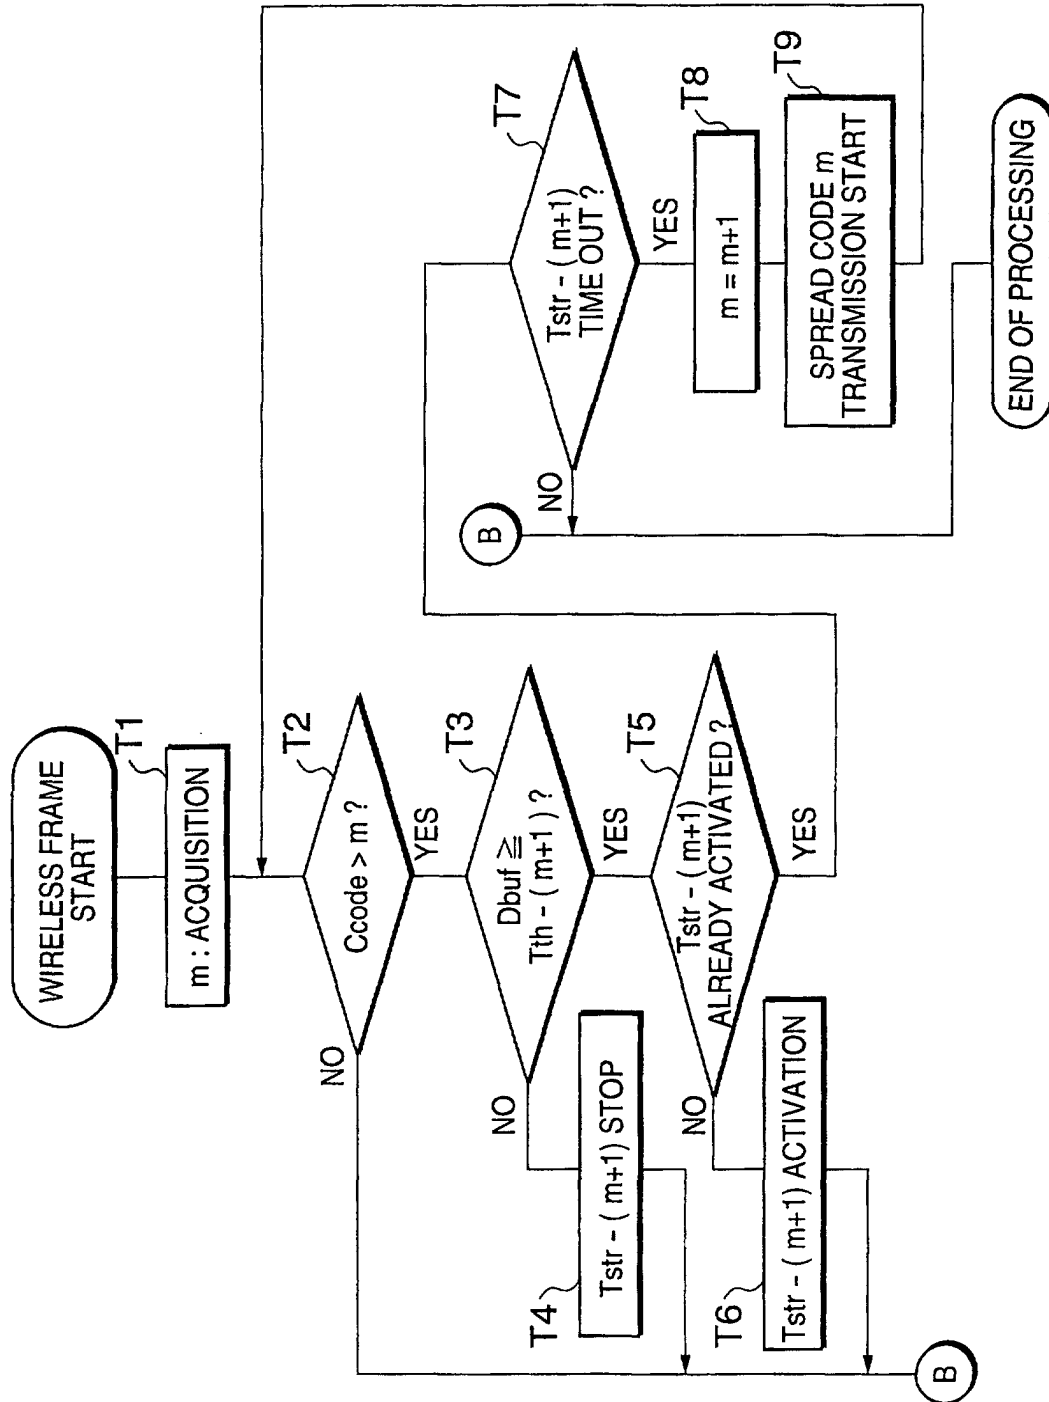 WIRELESS FRAME
START
T1
m : ACQUISITION
T2
Ccode > m ?
NO
YES
T3
Dbuf ≧
Tth - ( m+1 ) ?
NO
YES
T4
Tstr - ( m+1) STOP
T5
Tstr - ( m+1)
ALREADY ACTIVATED ?
NO
YES
T6
Tstr - ( m+1) ACTIVATION
B
B
T7
Tstr - ( m+1)
TIME OUT ?
NO
YES
T8
m = m+1
T9
SPREAD CODE m
TRANSMISSION START
END OF PROCESSING